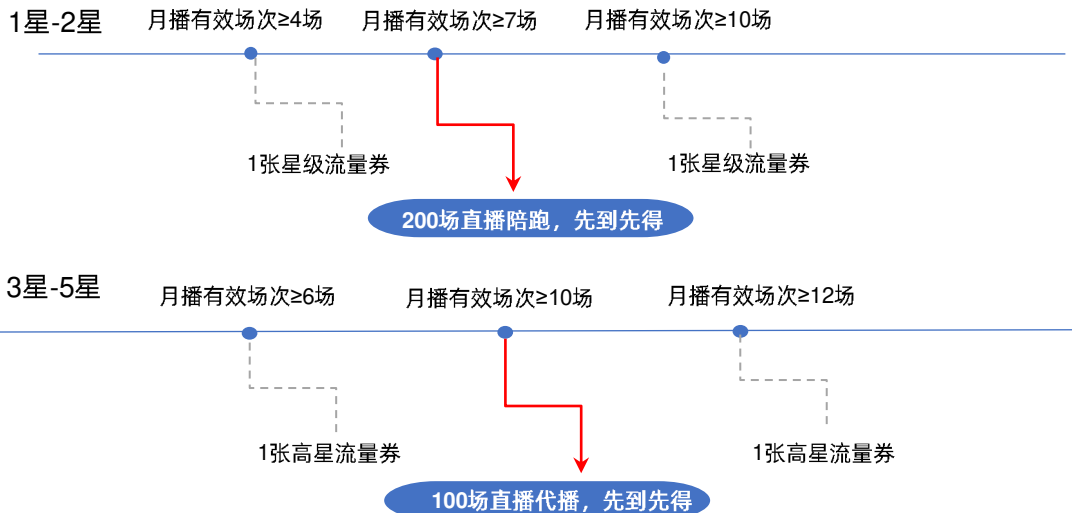 1星-2星
月播有效场次≥4场
月播有效场次≥7场
月播有效场次≥10场
1张星级流量券
1张星级流量券
200场直播陪跑，先到先得
3星-5星
月播有效场次≥6场
月播有效场次≥10场
月播有效场次≥12场
1张高星流量券
1张高星流量券
100场直播代播，先到先得